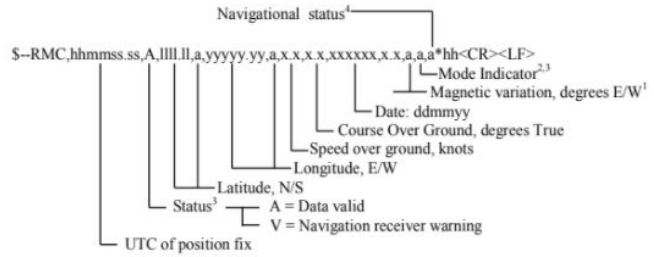 Navigational status⁴
$--RMC,hhmmss.ss,A,llll.ll,a,yyyyy.yy,a,x.x,x.x,xxxxxx,x.x,a,a,a*hh<CR><LF>
Mode Indicator²,³
Magnetic variation, degrees E/W¹
Date: ddmmyy
Course Over Ground, degrees True
Speed over ground, knots
Longitude, E/W
Latitude, N/S
Status³ A = Data valid
V = Navigation receiver warning
UTC of position fix